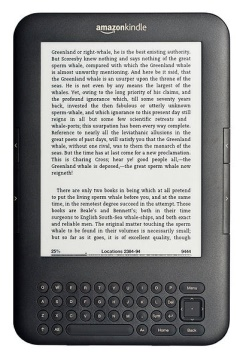 amazonkindle
Greenland or right-whale, he is the best existing authority.
But Scoresby knew nothing and says nothing of the great
sperm whale, compared with which the Greenland whale
is almost unworthy mentioning. And here be it said, that
the Greenland whale is an usurper upon the throne of the
seas. He is not even by any means the largest of the
whales. Yet, owing to the long priority of his claims, and
the profound ignorance which, till some seventy years
back, invested the then fabulous or utterly unknown
sperm-whale, and which ignorance to this present day still
reigns in all but some few scientific retreats and
whale-ports; this usurpation has been every way complete.
Reference to nearly all the leviathanic allusions in the
great poets of past days, will satisfy you that the Greenland
whale, without one rival, was to them the monarch of the
seas. But the time has at last come for a new proclamation.
This is Charing Cross; hear ye! good people all,—the
Greenland whale is deposed,—the great sperm whale now
reigneth!
There are only two books in being which at all pretend
to put the living sperm whale before you, and at the same
time, in the remotest degree succeed in the attempt. Those
books are Beale's and Bennett's; both in their time
surgeons to English South-Sea whale-ships, and both exact
and reliable men. The original matter touching the sperm
whale to be found in their volumes is necessarily small;
but so far as it goes, it is of excellent quality, though
25% Locations 2384-94 9444
Q W E R T Y U I O P Menu
A S D F G H J K L
Z X C V B N M
Aa Home Back